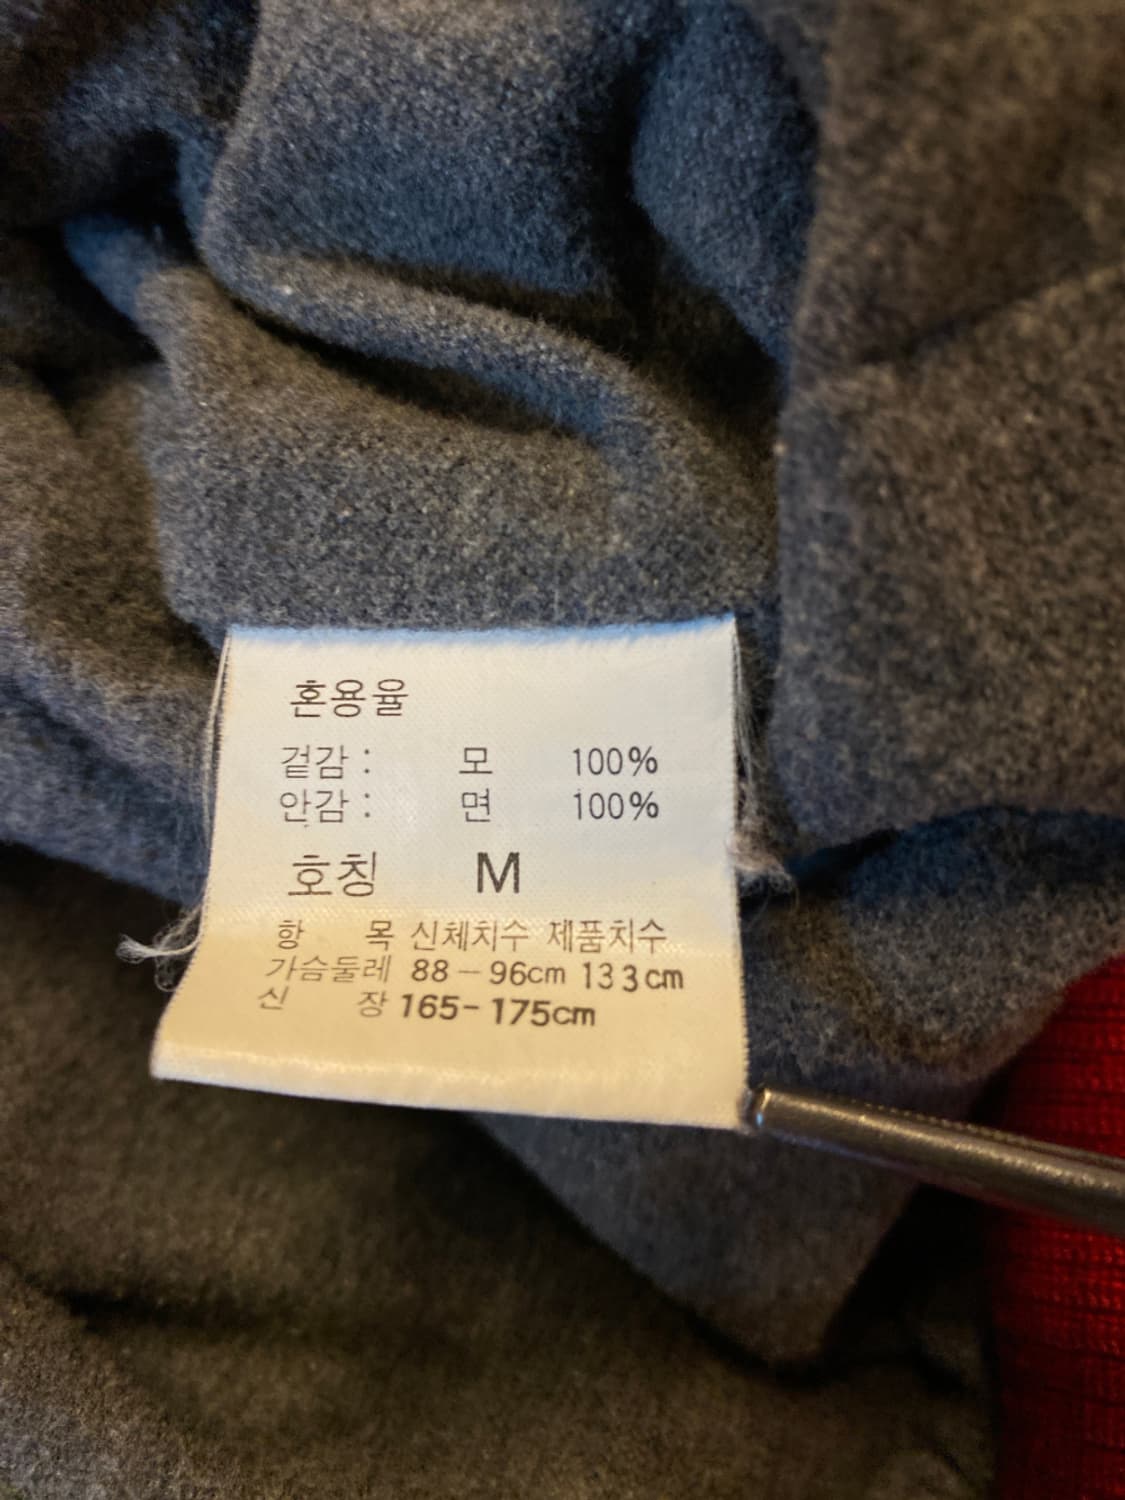 혼용율
겉감 : 모 100%
안감 : 면 100%
호칭 M
항 목 신체치수 제품치수
가슴둘레 88-96cm 133cm
신 장 165-175cm